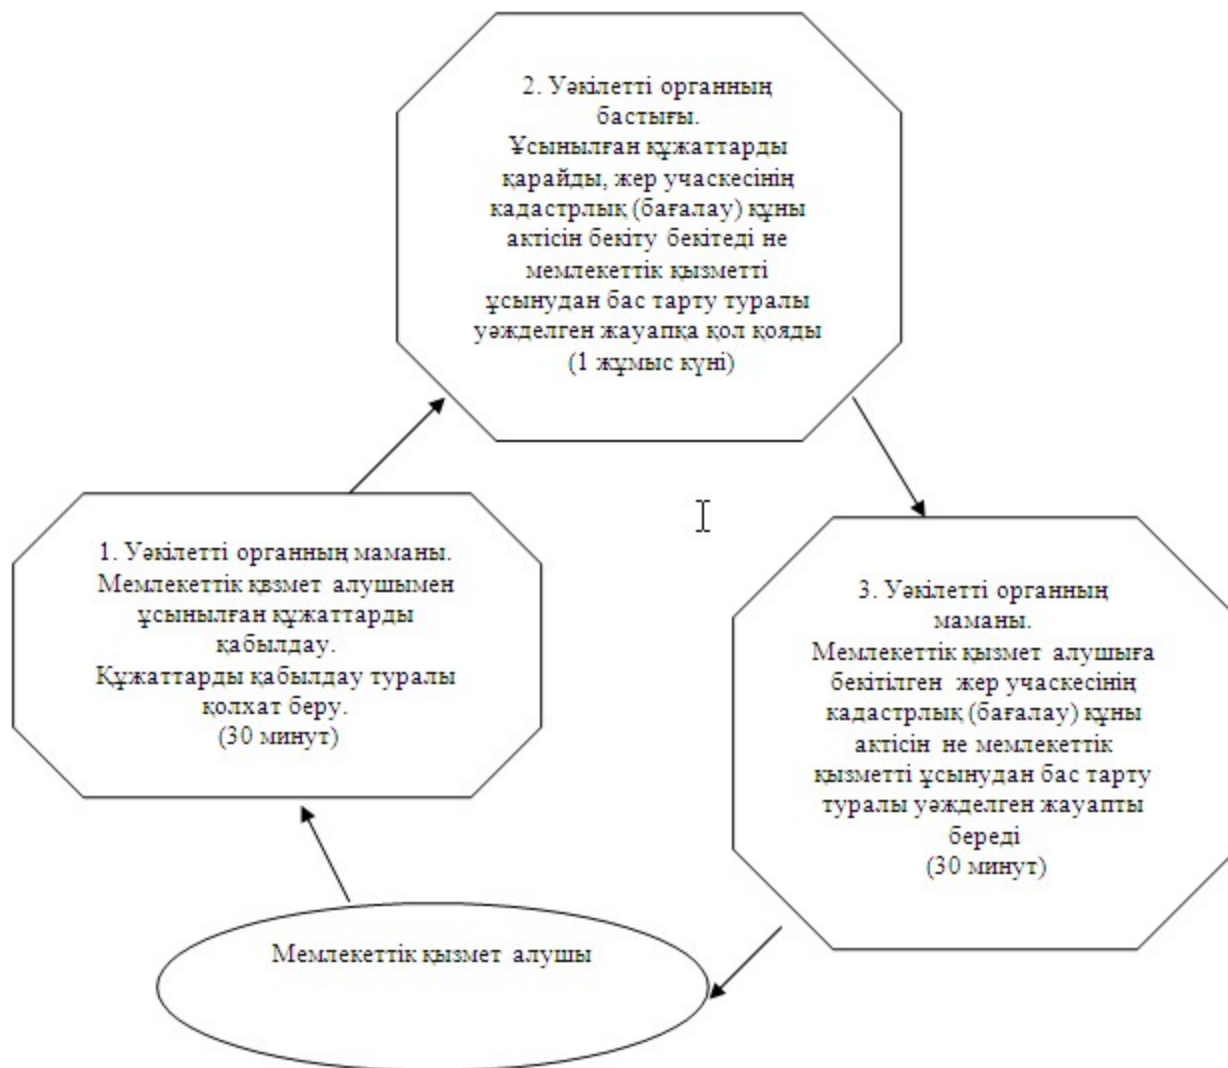 2. Уәкілетті органның
бастығы.
Ұсынылған құжаттарды
қарайды, жер учаскесінің
кадастрлық (бағалау) құны
актісін бекіту бекітеді не
мемлекеттік қызметті
ұсынудан бас тарту туралы
уәжделген жауапқа қол қояды
(1 жұмыс күні)
1. Уәкілетті органның маманы.
Мемлекеттік қвзмет алушымен
ұсынылған құжаттарды
қабылдау.
Құжаттарды қабылдау туралы
қолхат беру.
(30 минут)
3. Уәкілетті органның
маманы.
Мемлекеттік қызмет алушыға
бекітілген жер учаскесінің
кадастрлық (бағалау) құны
актісін не мемлекеттік
қызметті ұсынудан бас тарту
туралы уәжделген жауапты
береді
(30 минут)
Мемлекеттік қызмет алушы